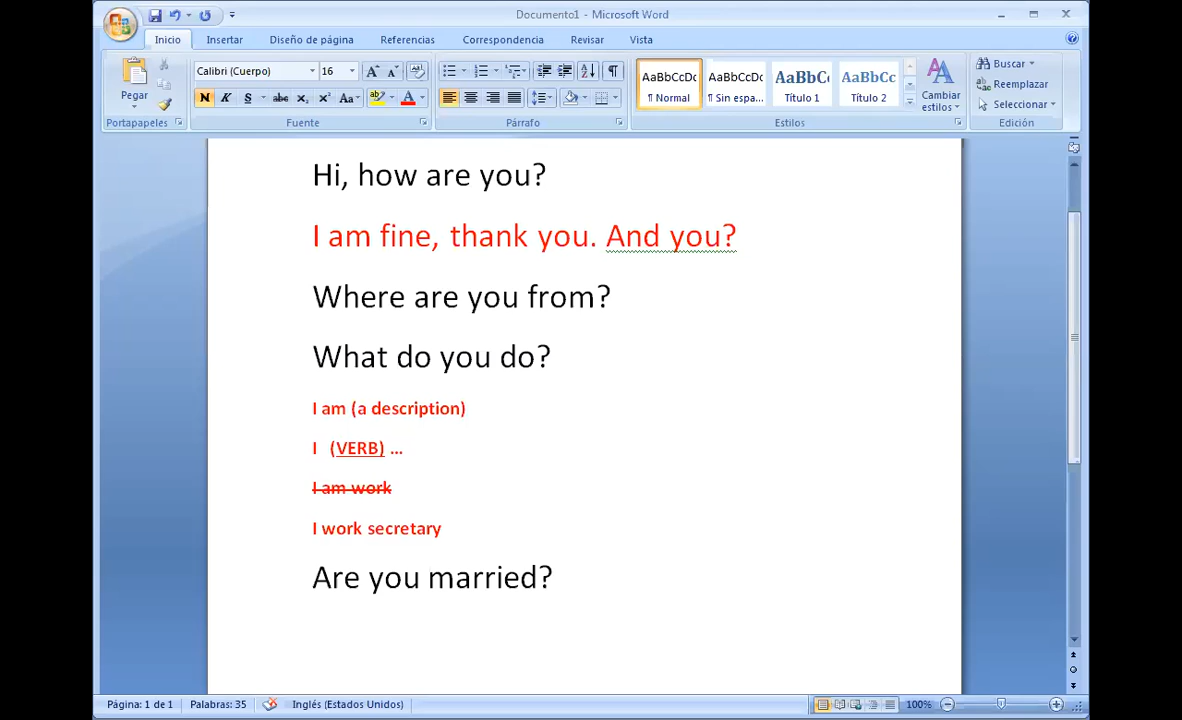 Documento1 - Microsoft Word
Inicio Insertar Diseño de página Referencias Correspondencia Revisar Vista
Calibri (Cuerpo) 16
Pegar
N K S abc x₂ x² Aa ab A
AaBbCcDc AaBbCcDc AaBbC AaBbCc
¶ Normal ¶ Sin espa... Título 1 Título 2
Cambiar estilos
Buscar
Reemplazar
Seleccionar
Portapapeles Fuente Párrafo Estilos Edición
Hi, how are you?
I am fine, thank you. And you?
Where are you from?
What do you do?
I am (a description)
I (VERB) ...
I am work
I work secretary
Are you married?
Página: 1 de 1 Palabras: 35 Inglés (Estados Unidos) 100%